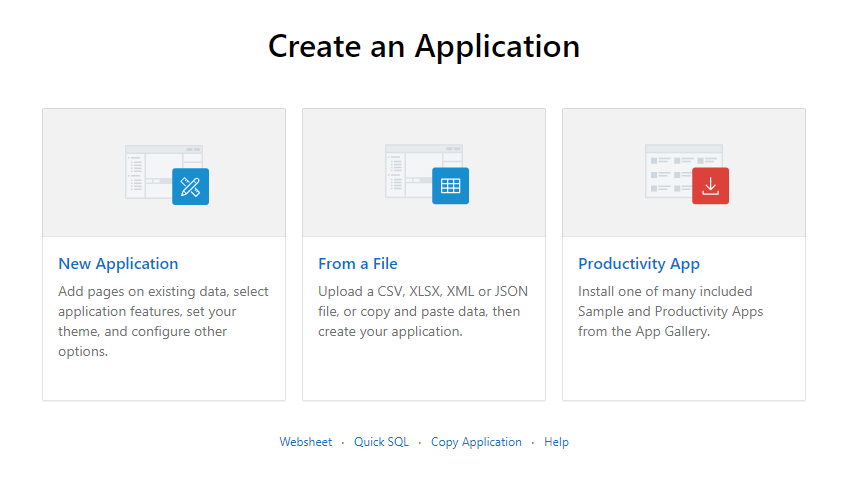 Create an Application
New Application
Add pages on existing data, select
application features, set your
theme, and configure other
options.
From a File
Upload a CSV, XLSX, XML or JSON
file, or copy and paste data, then
create your application.
Productivity App
Install one of many included
Sample and Productivity Apps
from the App Gallery.
Websheet · Quick SQL · Copy Application · Help